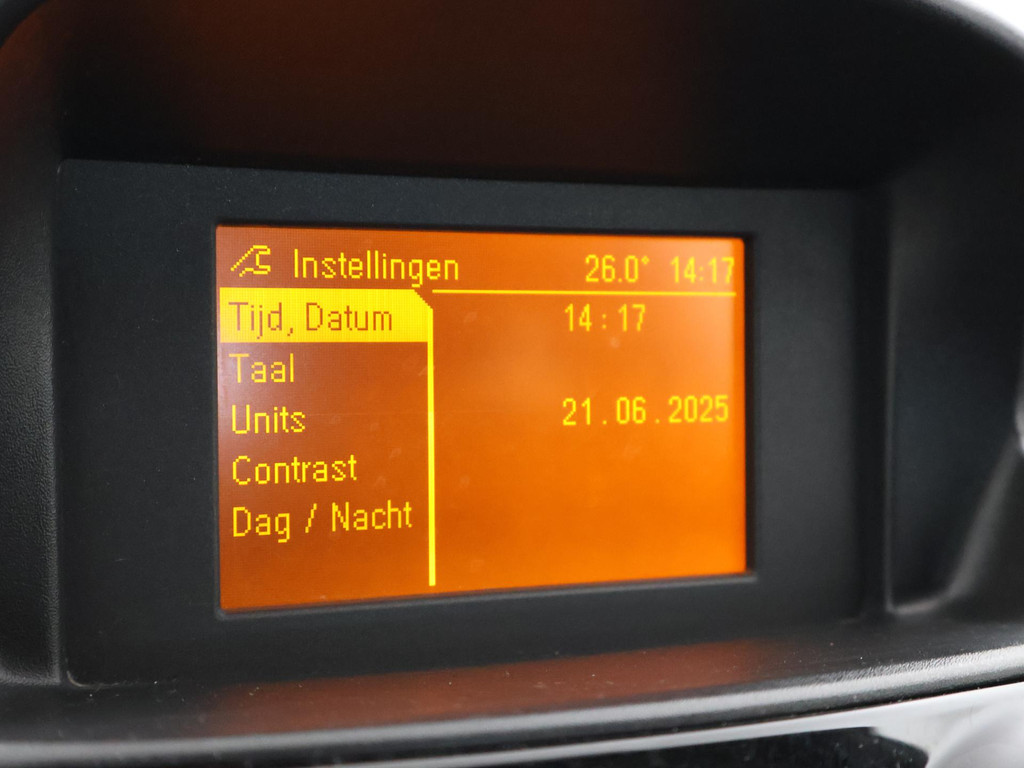 Instellingen 26.0° 14:17
Tijd, Datum 14:17
Taal
Units 21.06.2025
Contrast
Dag / Nacht